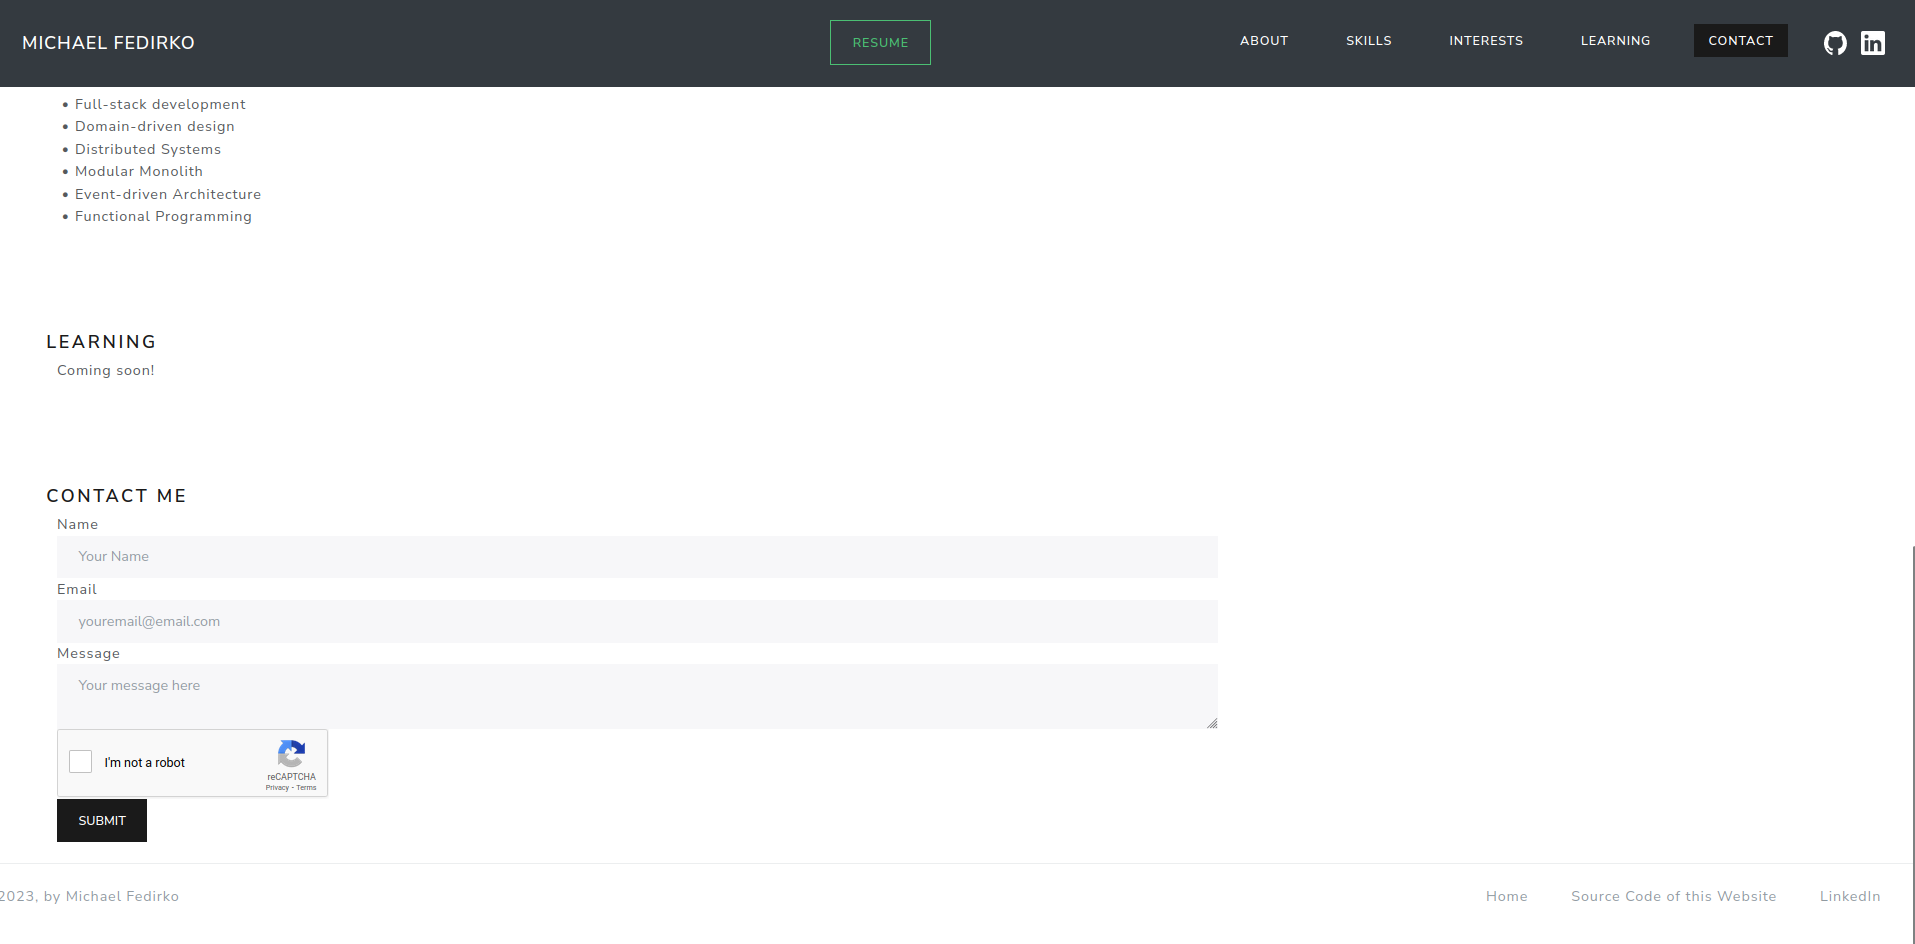 MICHAEL FEDIRKO RESUME ABOUT SKILLS INTERESTS LEARNING CONTACT in
• Full-stack development
• Domain-driven design
• Distributed Systems
• Modular Monolith
• Event-driven Architecture
• Functional Programming
LEARNING
Coming soon!
CONTACT ME
Name
Your Name
Email
youremail@email.com
Message
Your message here
I'm not a robot
reCAPTCHA
Privacy - Terms
SUBMIT
2023, by Michael Fedirko Home Source Code of this Website LinkedIn